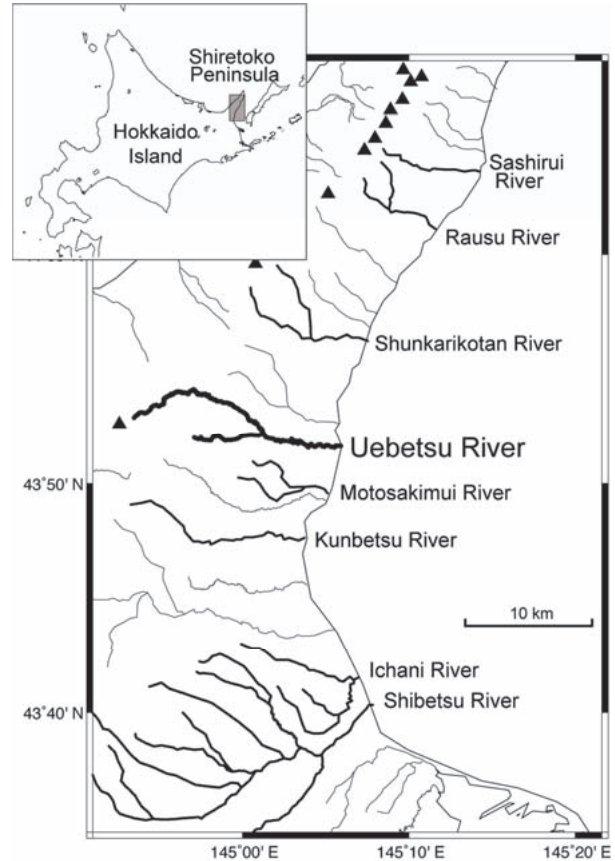 Shiretoko
Peninsula
Hokkaido
Island
Sashirui
River
Rausu River
Shunkarikotan River
Uebetsu River
43°50' N
Motosakimui River
Kunbetsu River
10 km
Ichani River
43°40' N
Shibetsu River
145°00' E
145°10' E
145°20' E